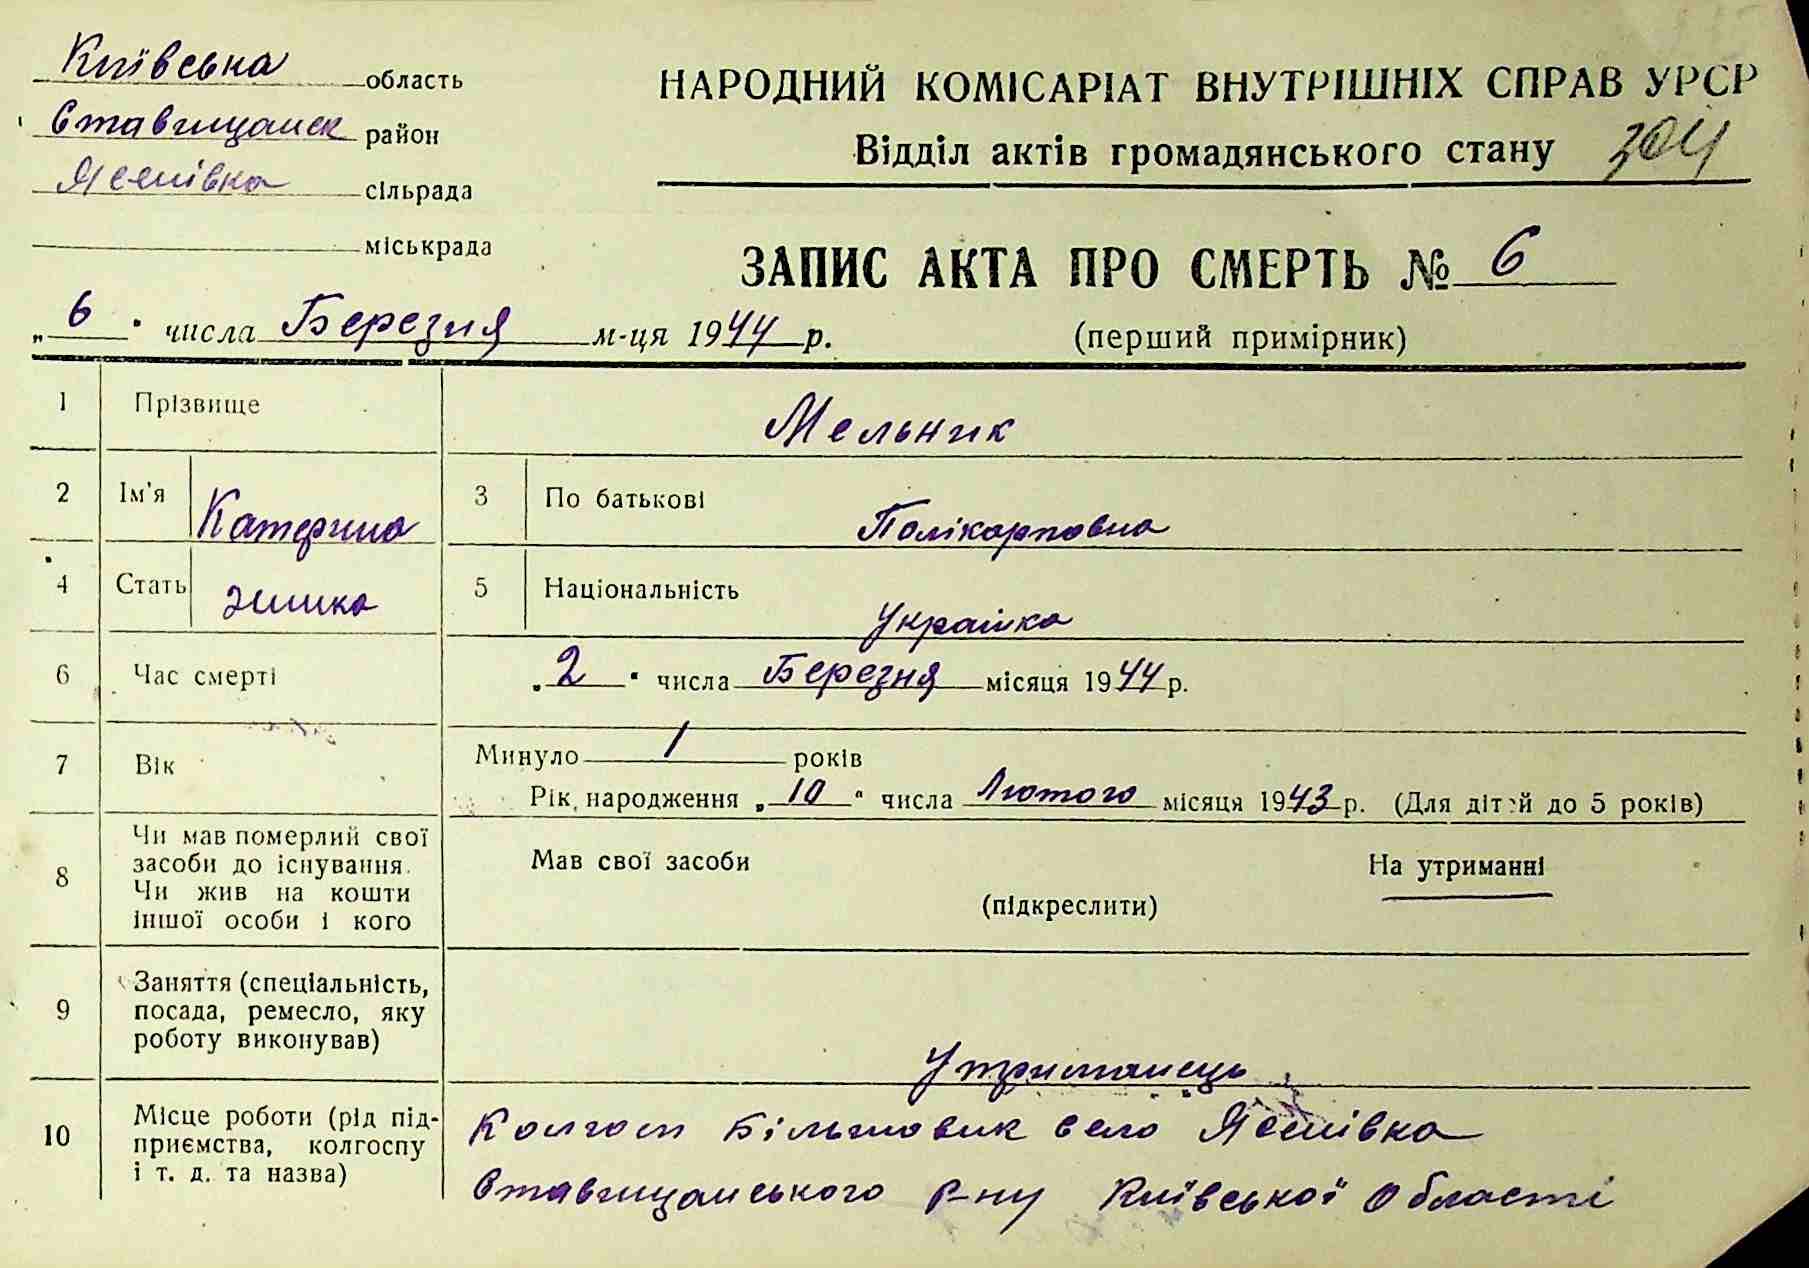 Київська область
Ставищанск район
Ясенівка сільрада
міськрада
НАРОДНИЙ КОМІСАРІАТ ВНУТРІШНІХ СПРАВ УРСР
Відділ актів громадянського стану
304
ЗАПИС АКТА ПРО СМЕРТЬ № 6
„6" числа Березня м-ця 1944 р.
(перший примірник)
1 Прізвище Мельник
2 Ім'я Катерина 3 По батькові Полікарповна
4 Стать жинка 5 Національність Українка
6 Час смерті „2" числа Березня місяця 1944 р.
7 Вік Минуло 1 років
Рік народження „10" числа Лютого місяця 1943 р. (Для дітей до 5 років)
8 Чи мав померлий свої
засоби до існування.
Чи жив на кошти
іншої особи і кого
Мав свої засоби На утриманні
(підкреслити)
9 Заняття (спеціальність,
посада, ремесло, яку
роботу виконував)
Утриманець
10 Місце роботи (рід під-
приємства, колгоспу
і т. д. та назва)
Колгосп Більшовик село Ясенівка
Ставищанського р-ну Київської Області